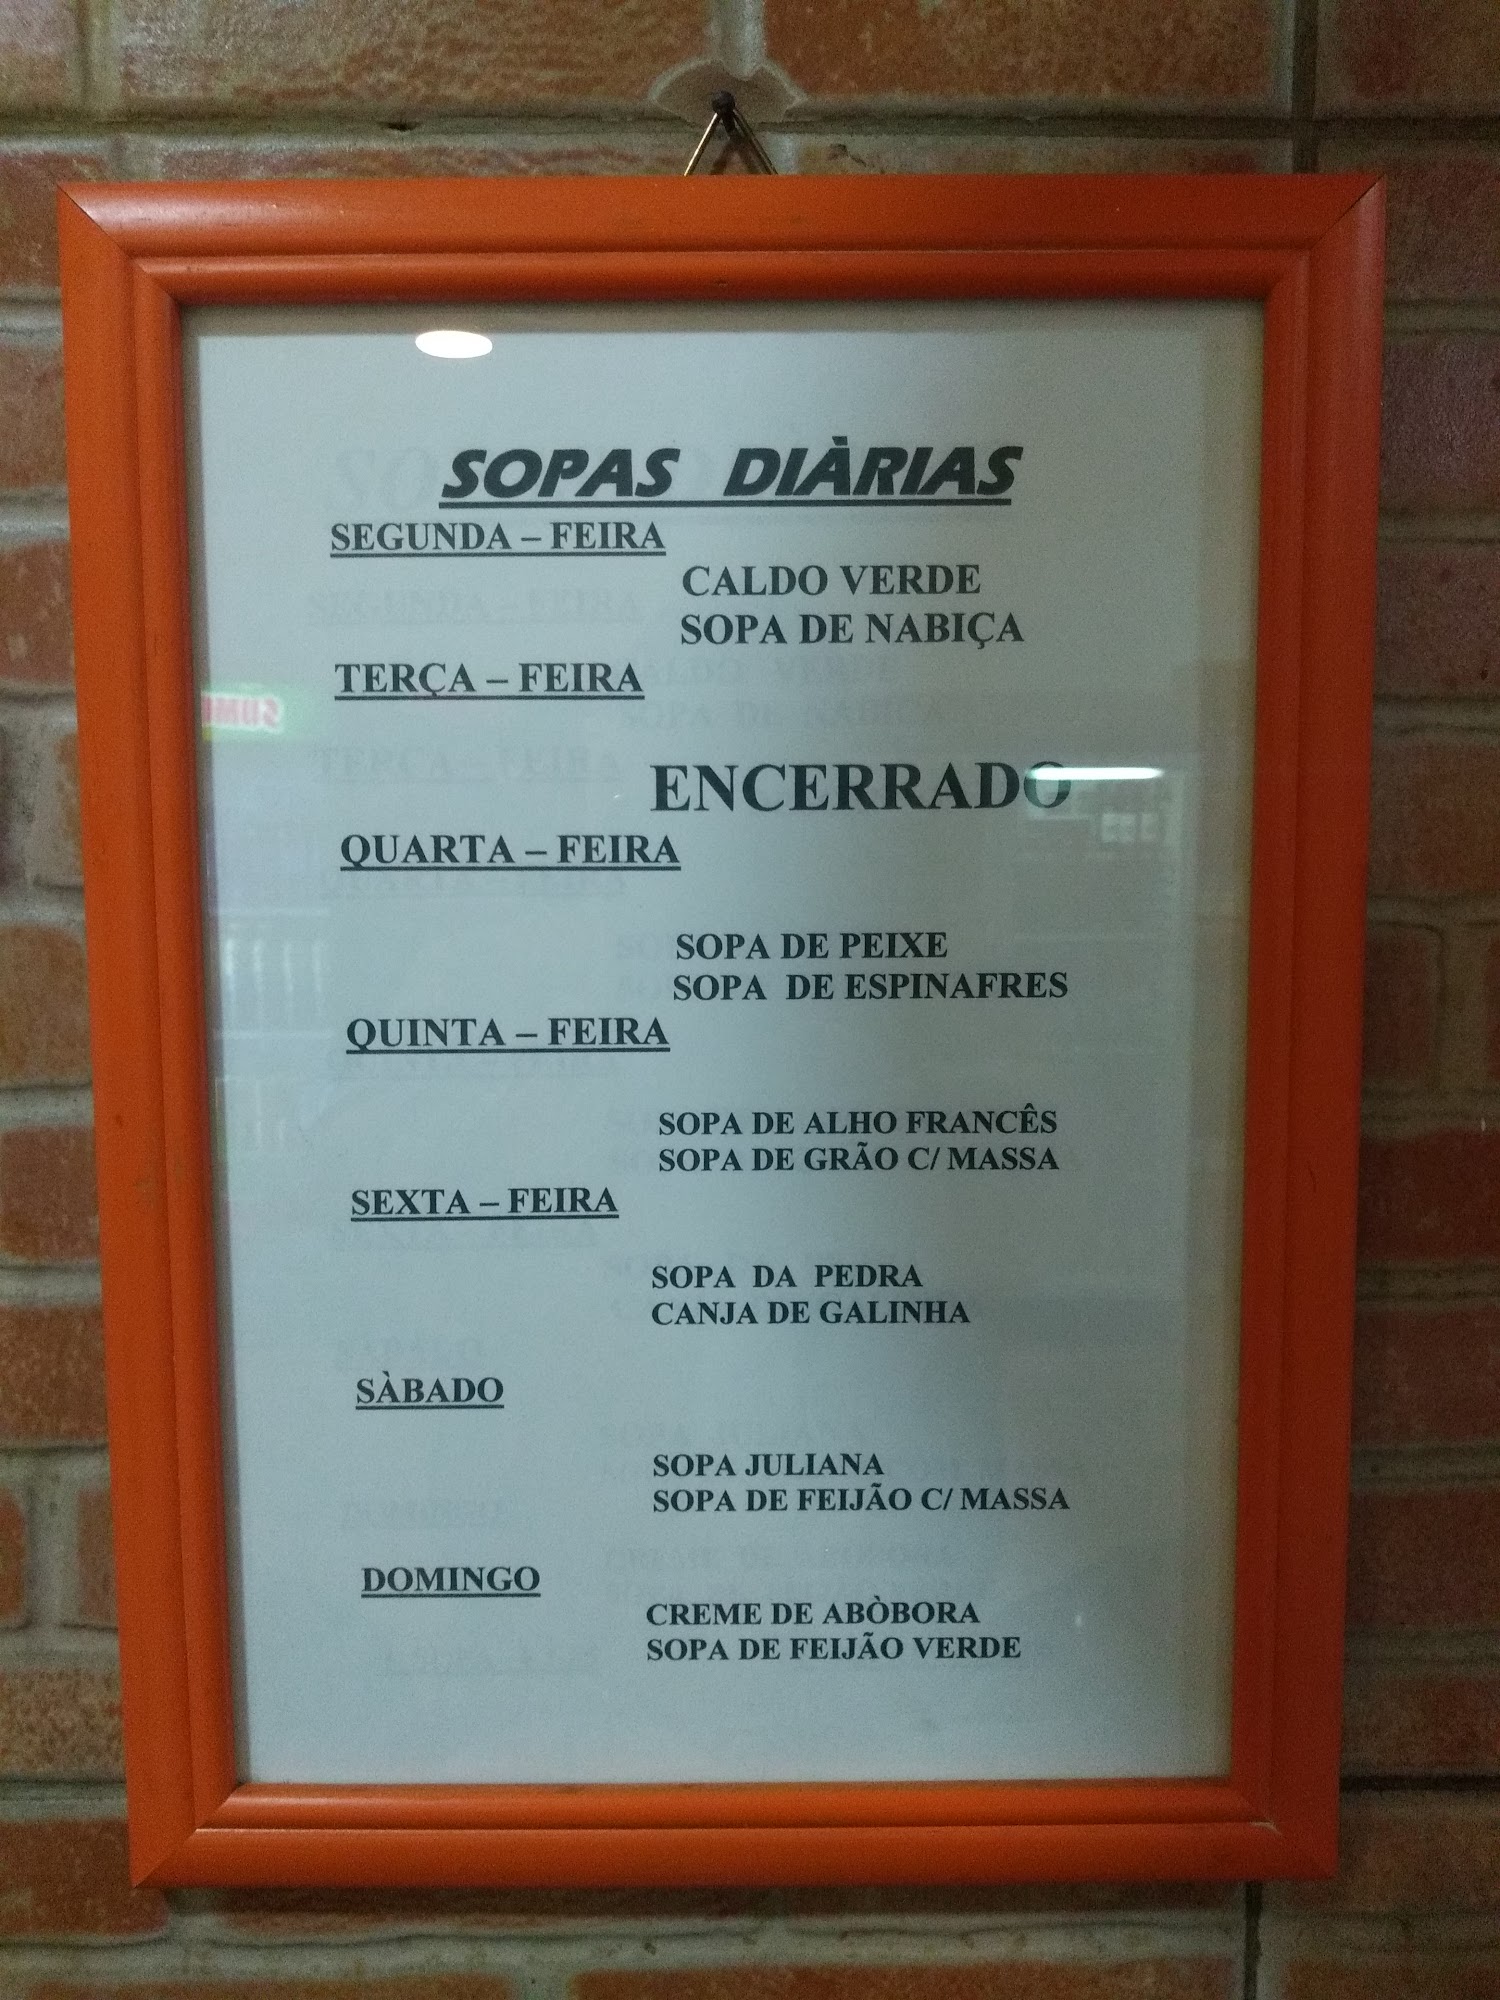 SOPAS DIÀRIAS
SEGUNDA – FEIRA
CALDO VERDE
SOPA DE NABIÇA
TERÇA – FEIRA
ENCERRADO
QUARTA – FEIRA
SOPA DE PEIXE
SOPA DE ESPINAFRES
QUINTA – FEIRA
SOPA DE ALHO FRANCÊS
SOPA DE GRÃO C/ MASSA
SEXTA – FEIRA
SOPA DA PEDRA
CANJA DE GALINHA
SÀBADO
SOPA JULIANA
SOPA DE FEIJÃO C/ MASSA
DOMINGO
CREME DE ABÒBORA
SOPA DE FEIJÃO VERDE